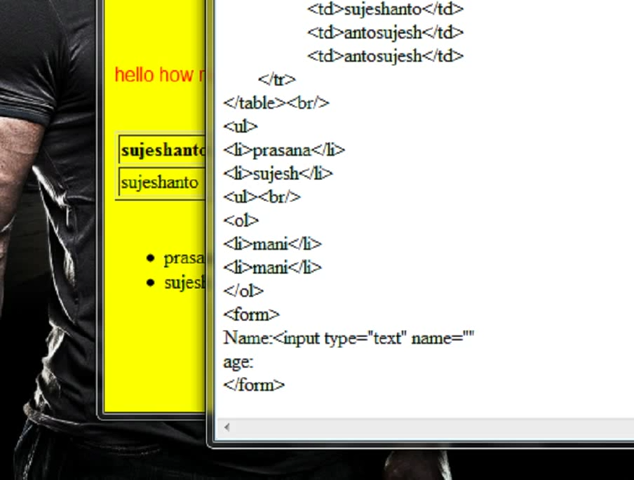 hello how
sujeshanto
sujeshanto
prasa
sujesh
<td>sujeshanto</td>
<td>antosujesh</td>
<td>antosujesh</td>
</tr>
</table><br/>
<ul>
<li>prasana</li>
<li>sujesh</li>
<ul><br/>
<ol>
<li>mani</li>
<li>mani</li>
</ol>
<form>
Name:<input type="text" name=""
age:
</form>